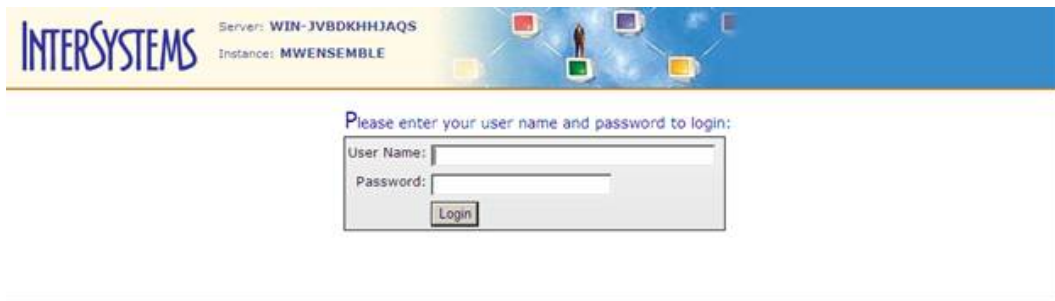 INTERSYSTEMS
Server: WIN-JVBDKHHJAQS
Instance: MWENSEMBLE
Please enter your user name and password to login:
User Name:
Password:
Login